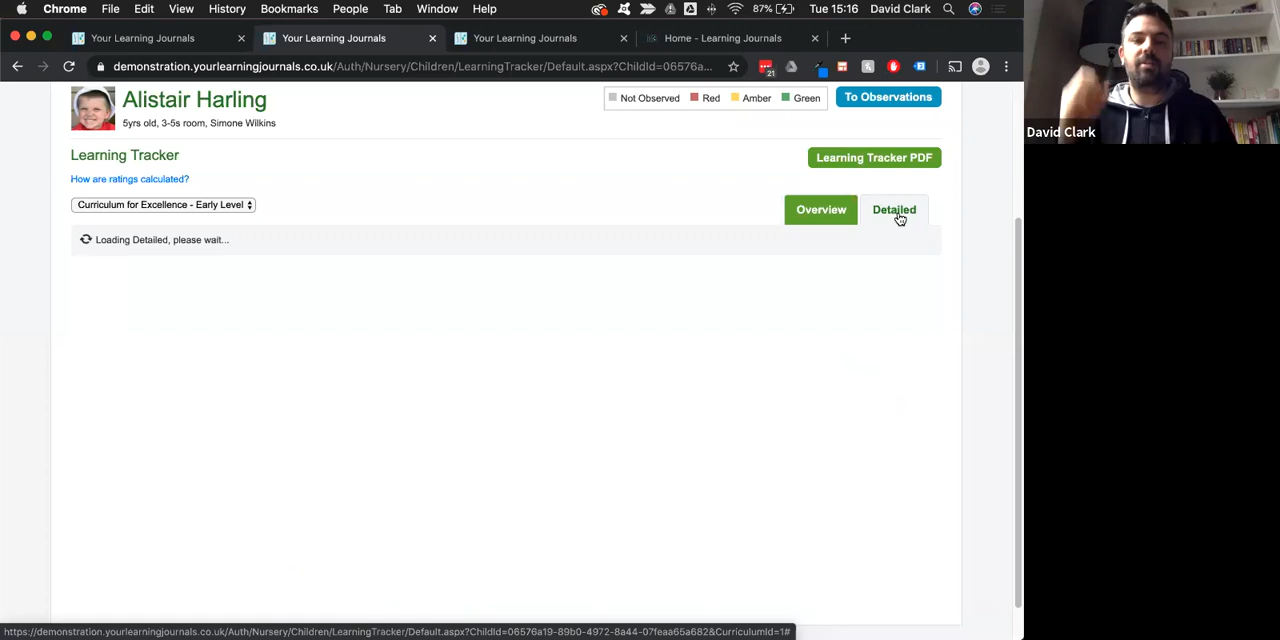 Chrome File Edit View History Bookmarks People Tab Window Help 87% Tue 15:16 David Clark
Your Learning Journals Your Learning Journals Your Learning Journals Home - Learning Journals
demonstration.yourlearningjournals.co.uk/Auth/Nursery/Children/LearningTracker/Default.aspx?ChildId=06576a... 21
David Clark
Alistair Harling
5yrs old, 3-5s room, Simone Wilkins
Not Observed Red Amber Green To Observations
Learning Tracker
Learning Tracker PDF
How are ratings calculated?
Curriculum for Excellence - Early Level
Overview Detailed
Loading Detailed, please wait...
https://demonstration.yourlearningjournals.co.uk/Auth/Nursery/Children/LearningTracker/Default.aspx?ChildId=06576a19-89b0-4972-8a44-07feaa65a682&CurriculumId=1#